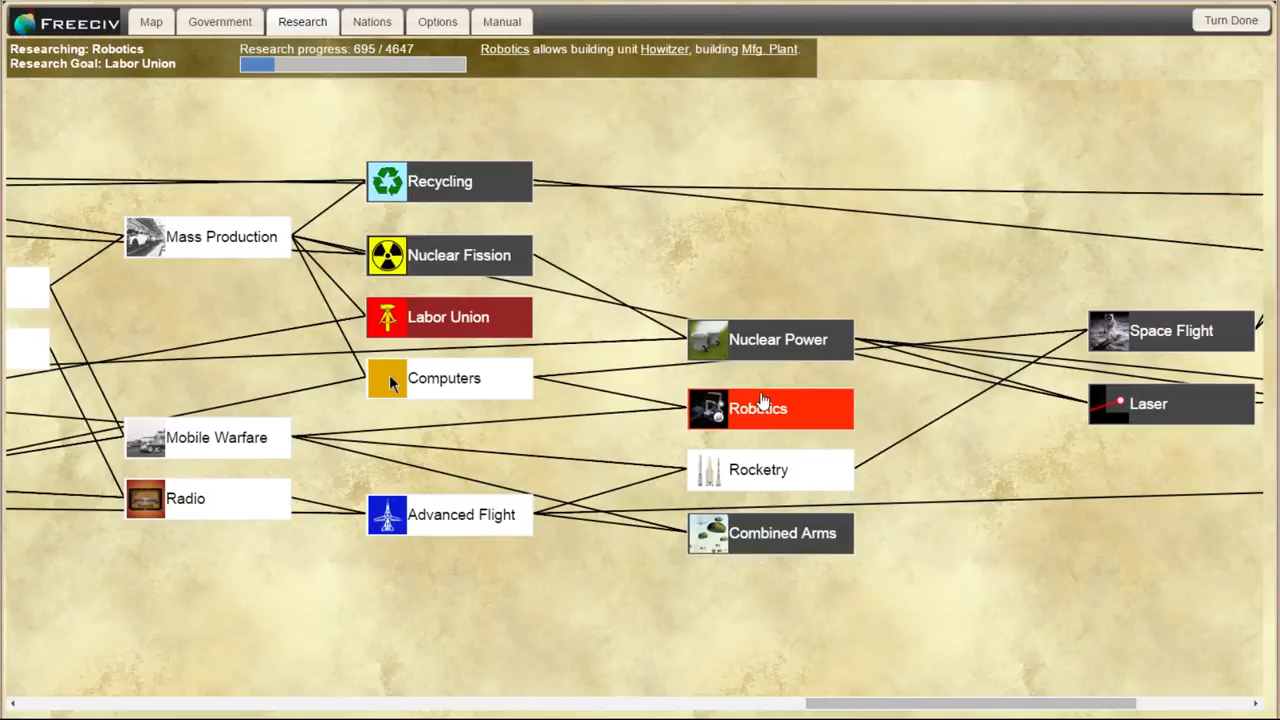 FREECIV
Map
Government
Research
Nations
Options
Manual
Turn Done
Researching: Robotics
Research Goal: Labor Union
Research progress: 695 / 4647
Robotics allows building unit Howitzer, building Mfg. Plant.
Recycling
Mass Production
Nuclear Fission
Labor Union
Nuclear Power
Space Flight
Computers
Robotics
Laser
Mobile Warfare
Rocketry
Radio
Advanced Flight
Combined Arms